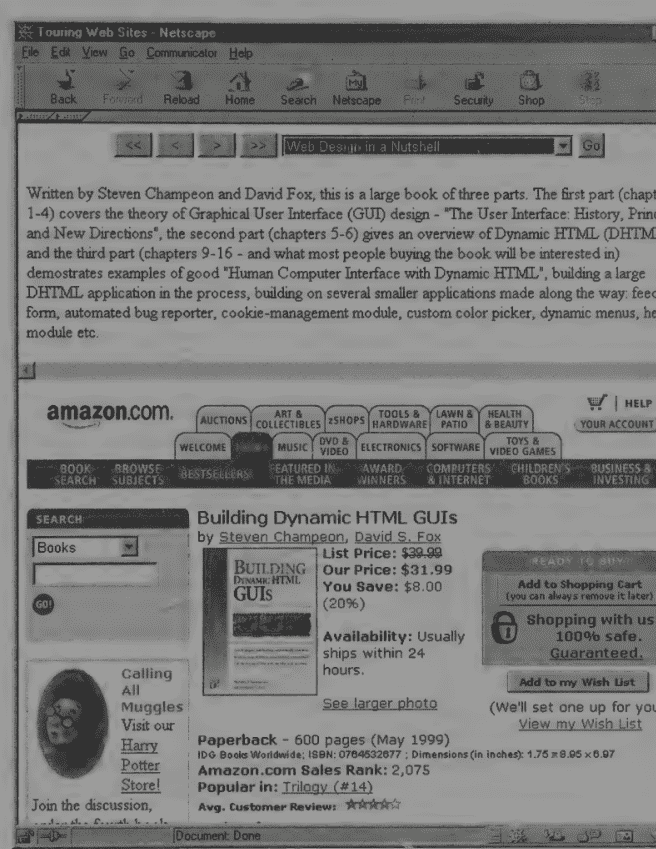 Touring Web Sites - Netscape
File Edit View Go Communicator Help
Back Forward Reload Home Search Netscape Print Security Shop Stop
<< < > >> Web Design in a Nutshell Go
Written by Steven Champeon and David Fox, this is a large book of three parts. The first part (chapt
1-4) covers the theory of Graphical User Interface (GUI) design - "The User Interface: History, Princ
and New Directions", the second part (chapters 5-6) gives an overview of Dynamic HTML (DHTML
and the third part (chapters 9-16 - and what most people buying the book will be interested in)
demostrates examples of good "Human Computer Interface with Dynamic HTML", building a large
DHTML application in the process, building on several smaller applications made along the way: feed
form, automated bug reporter, cookie-management module, custom color picker, dynamic menus, he
module etc.
amazon.com.
HELP
YOUR ACCOUNT
AUCTIONS ART & COLLECTIBLES zSHOPS TOOLS & HARDWARE LAWN & PATIO HEALTH & BEAUTY
WELCOME MUSIC DVD & VIDEO ELECTRONICS SOFTWARE TOYS & VIDEO GAMES
BOOK SEARCH BROWSE SUBJECTS BESTSELLERS FEATURED IN THE MEDIA AWARD WINNERS COMPUTERS & INTERNET CHILDREN'S BOOKS BUSINESS & INVESTING
SEARCH
Books
GO!
Calling
All
Muggles
Visit our
Harry
Potter
Store!
Join the discussion,
Building Dynamic HTML GUIs
by Steven Champeon, David S. Fox
BUILDING
DYNAMIC HTML
GUIs
List Price: $39.99
Our Price: $31.99
You Save: $8.00
(20%)
Availability: Usually
ships within 24
hours.
See larger photo
READY TO BUY?
Add to Shopping Cart
(you can always remove it later)
Shopping with us
100% safe.
Guaranteed.
Add to my Wish List
(We'll set one up for you
View my Wish List
Paperback - 600 pages (May 1999)
IDG Books Worldwide; ISBN: 0764532677 ; Dimensions (in inches): 1.75 x 8.95 x 6.97
Amazon.com Sales Rank: 2,075
Popular in: Trilogy (#14)
Avg. Customer Review:
Document: Done